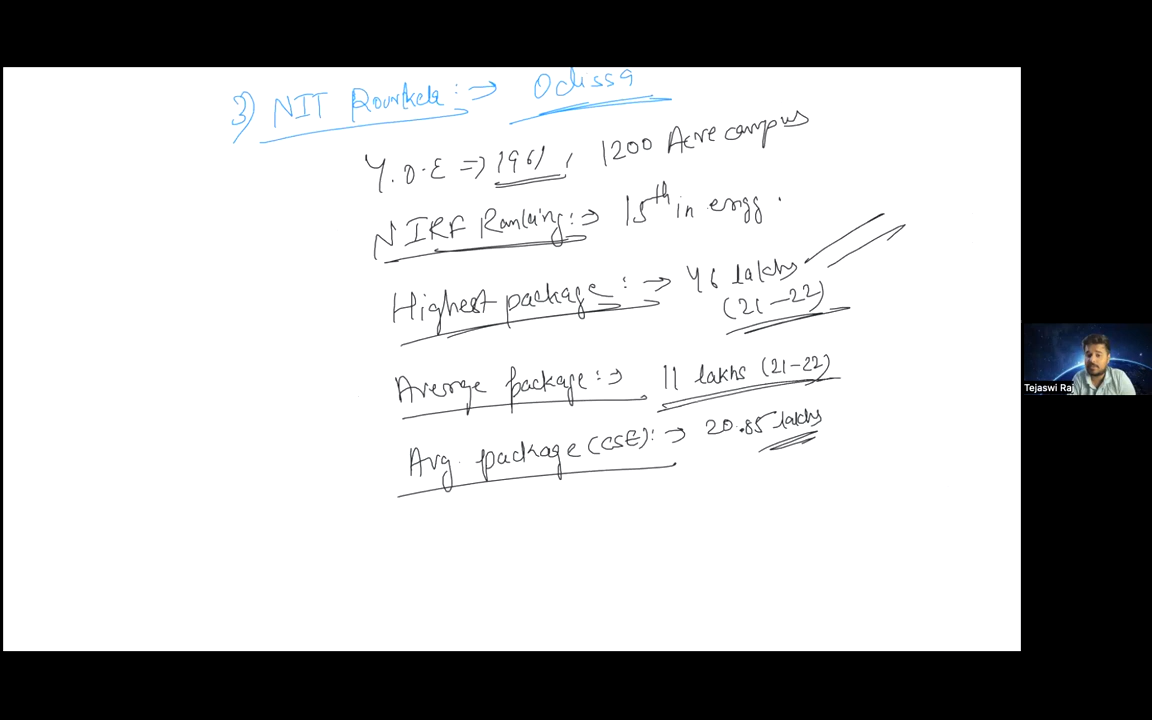 3) NIT Rourkela :→ Odissa
Y.O.E ⇒ 1961, 1200 Acre campus
NIRF Ranking :→ 15th in engg.
Highest package :→ 46 lakhs
(21-22)
Average package :→ 11 lakhs (21-22)
Avg. package (CSE) :→ 20.85 lakhs
Tejaswi Raj